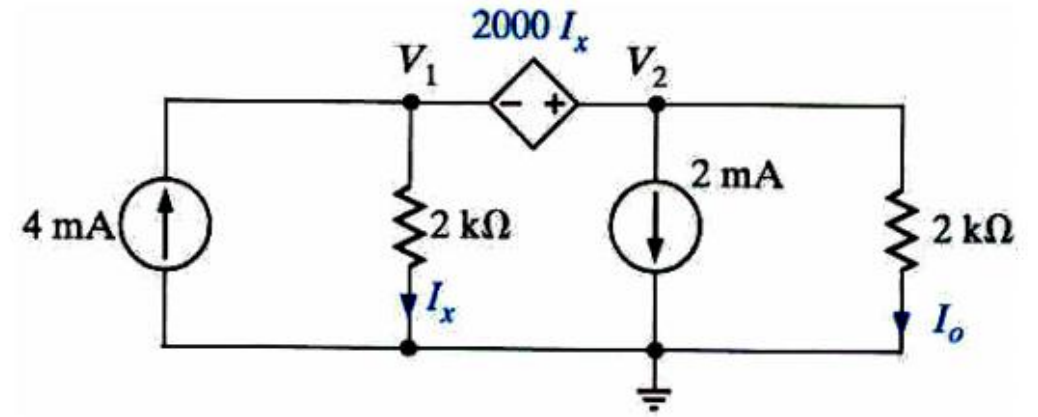 2000 Iₓ
V₁
V₂
- +
4 mA
2 kΩ
2 mA
2 kΩ
Iₓ
Iₒ